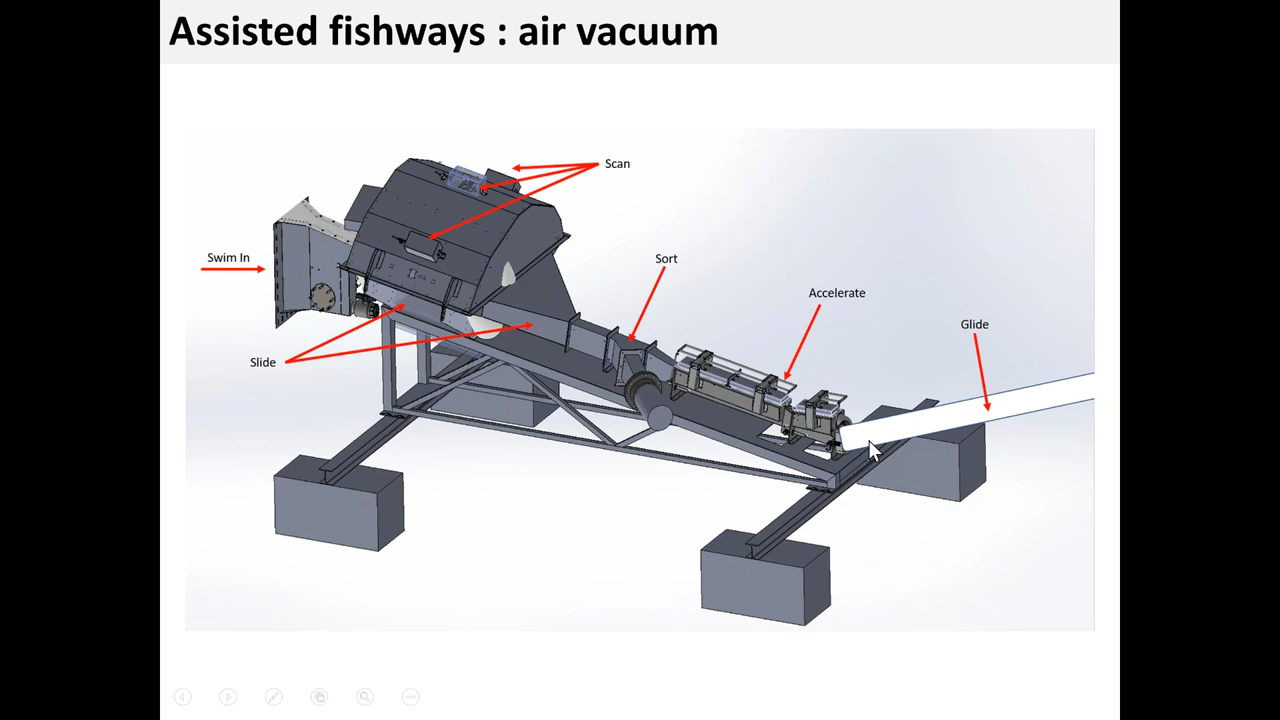 Assisted fishways : air vacuum
Scan
Swim In
Sort
Accelerate
Glide
Slide